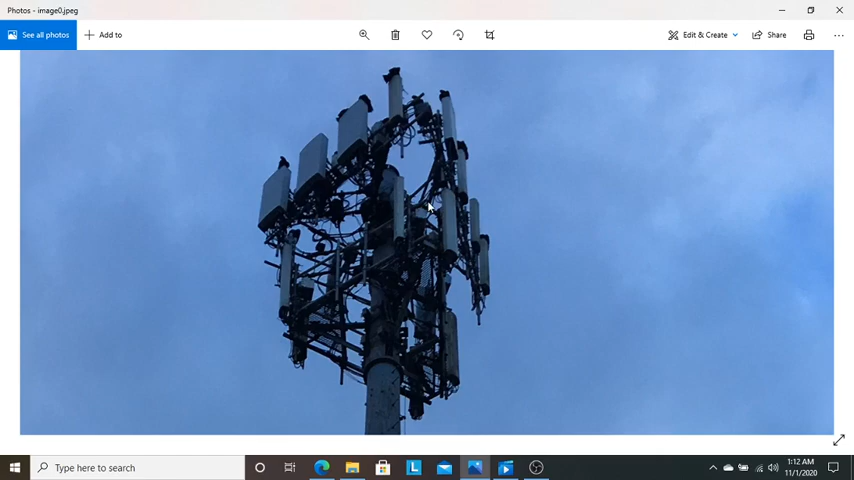 Photos - image0.jpeg
See all photos
Add to
Edit & Create
Share
Type here to search
L
1:12 AM
11/1/2020